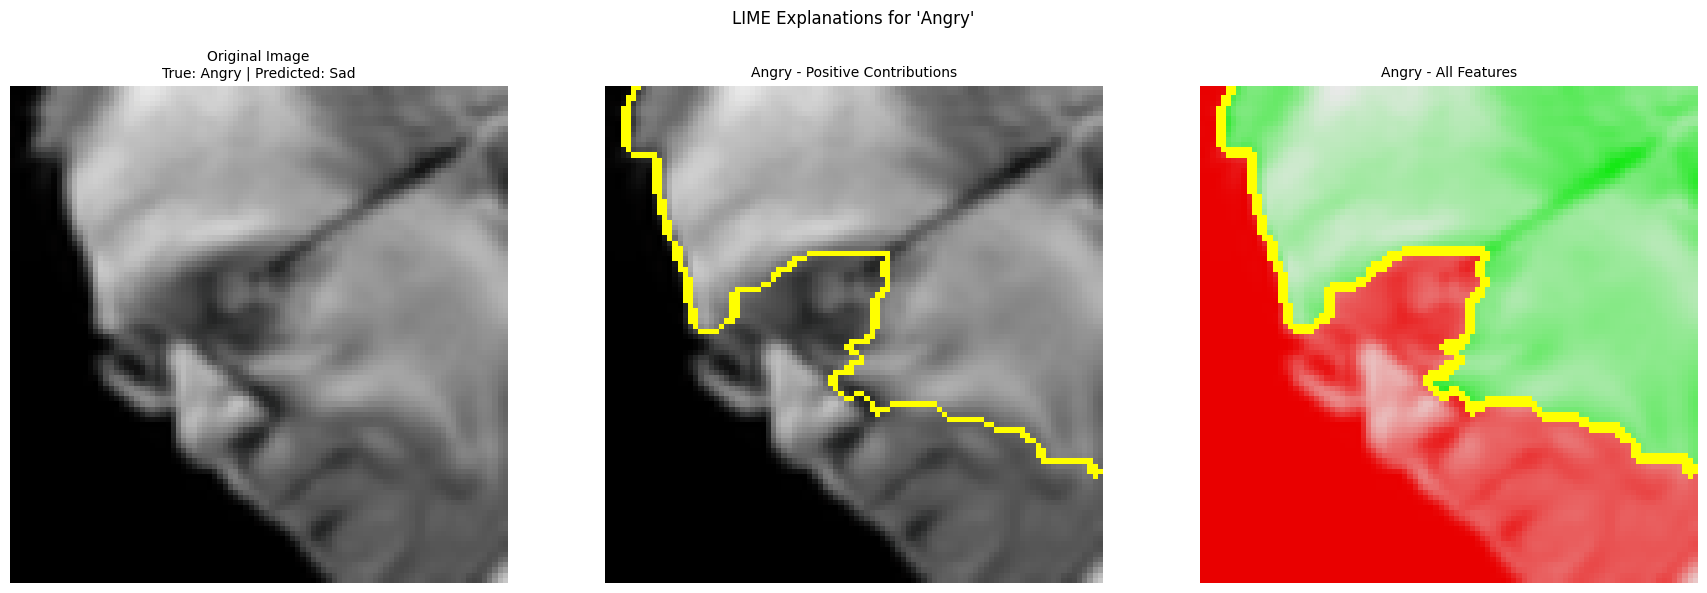 LIME Explanations for 'Angry'
Original Image
True: Angry | Predicted: Sad
Angry - Positive Contributions
Angry - All Features